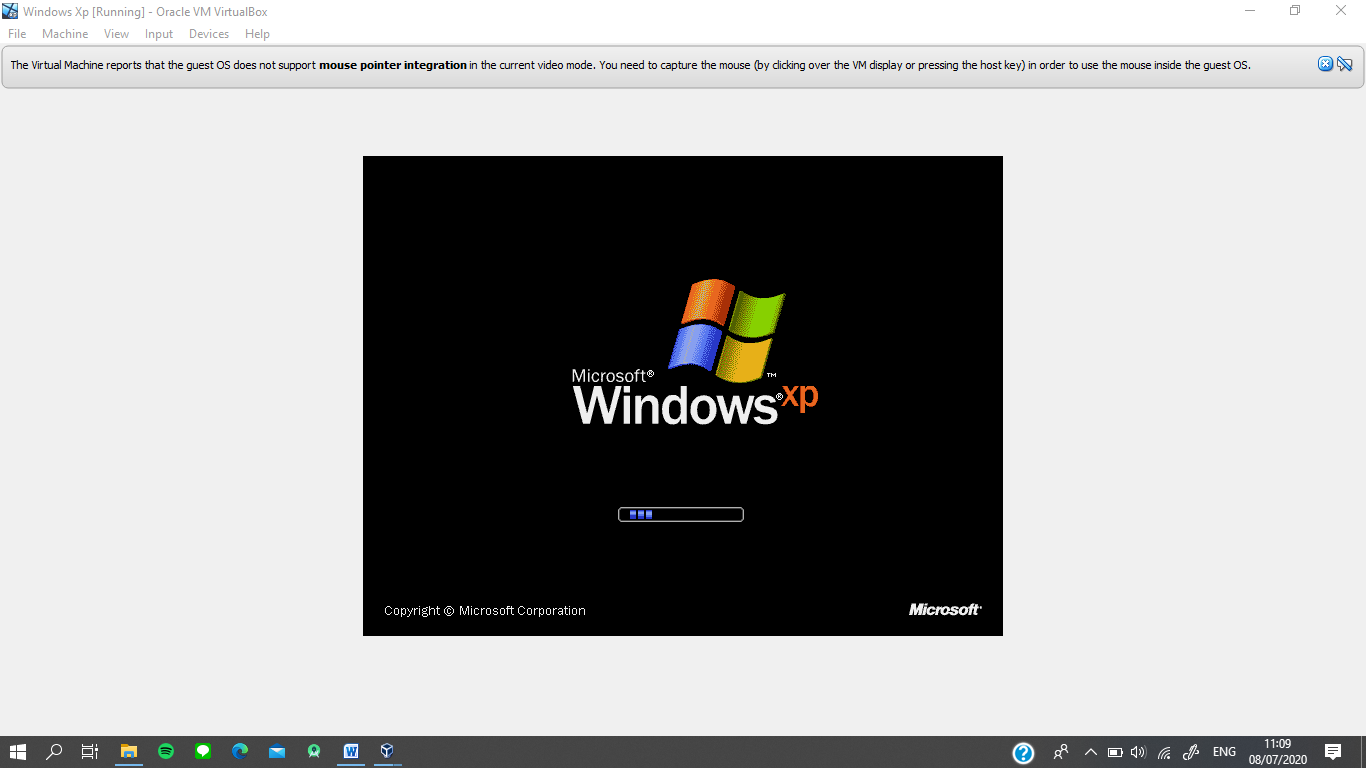 Windows Xp [Running] - Oracle VM VirtualBox
File Machine View Input Devices Help
The Virtual Machine reports that the guest OS does not support mouse pointer integration in the current video mode. You need to capture the mouse (by clicking over the VM display or pressing the host key) in order to use the mouse inside the guest OS.
Microsoft®
Windows® xp ™
Copyright © Microsoft Corporation
Microsoft®
W
?
ENG
11:09
08/07/2020